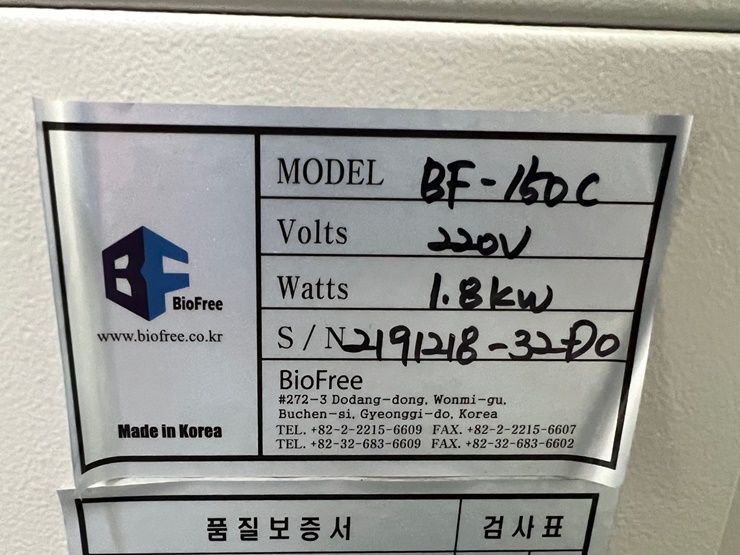 MODEL BF-150C
Volts 220V
Watts 1.8kW
S/N 2191218-32
BF
BioFree
www.biofree.co.kr
Made in Korea
BioFree
#272-3 Dodang-dong, Wonmi-gu,
Buchen-si, Gyeonggi-do, Korea
TEL. +82-2-2215-6609 FAX. +82-2-2215-6607
TEL. +82-32-683-6609 FAX. +82-32-683-6602
품질보증서 검사표